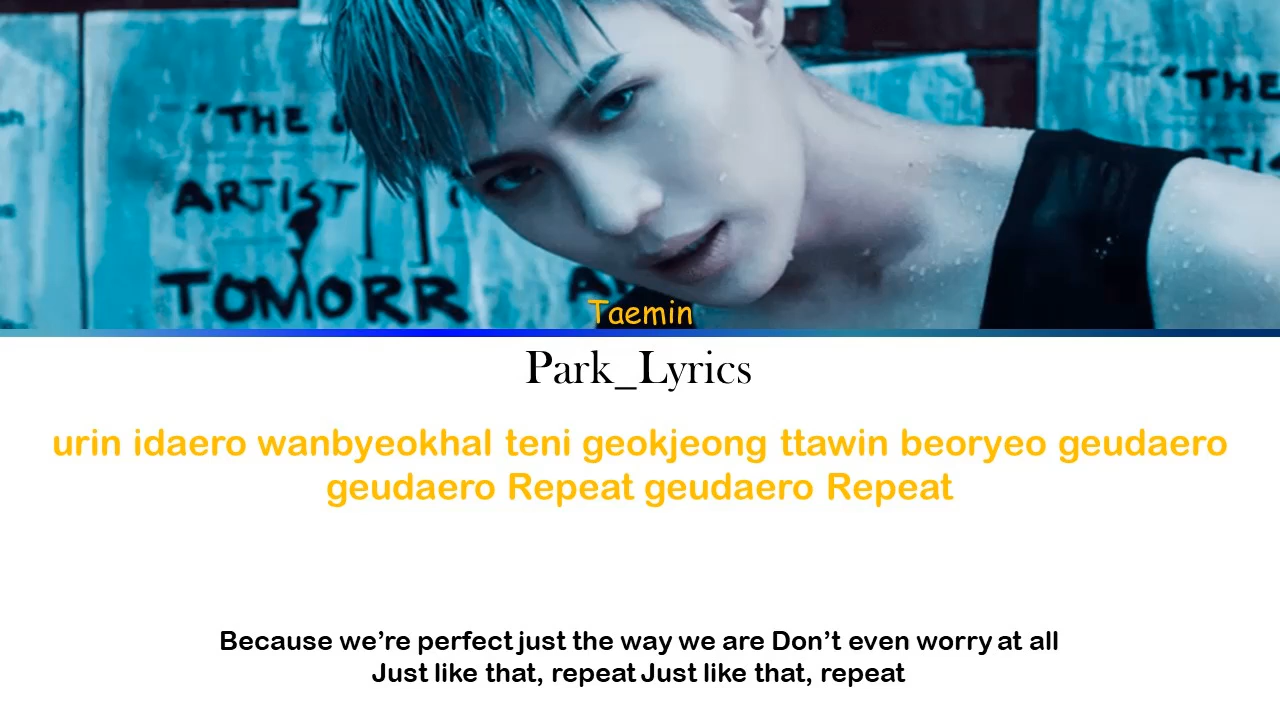 "THE
ARTIST
TOMORR
"THE
Taemin
Park_Lyrics
urin idaero wanbyeokhal teni geokjeong ttawin beoryeo geudaero
geudaero Repeat geudaero Repeat
Because we’re perfect just the way we are Don’t even worry at all
Just like that, repeat Just like that, repeat